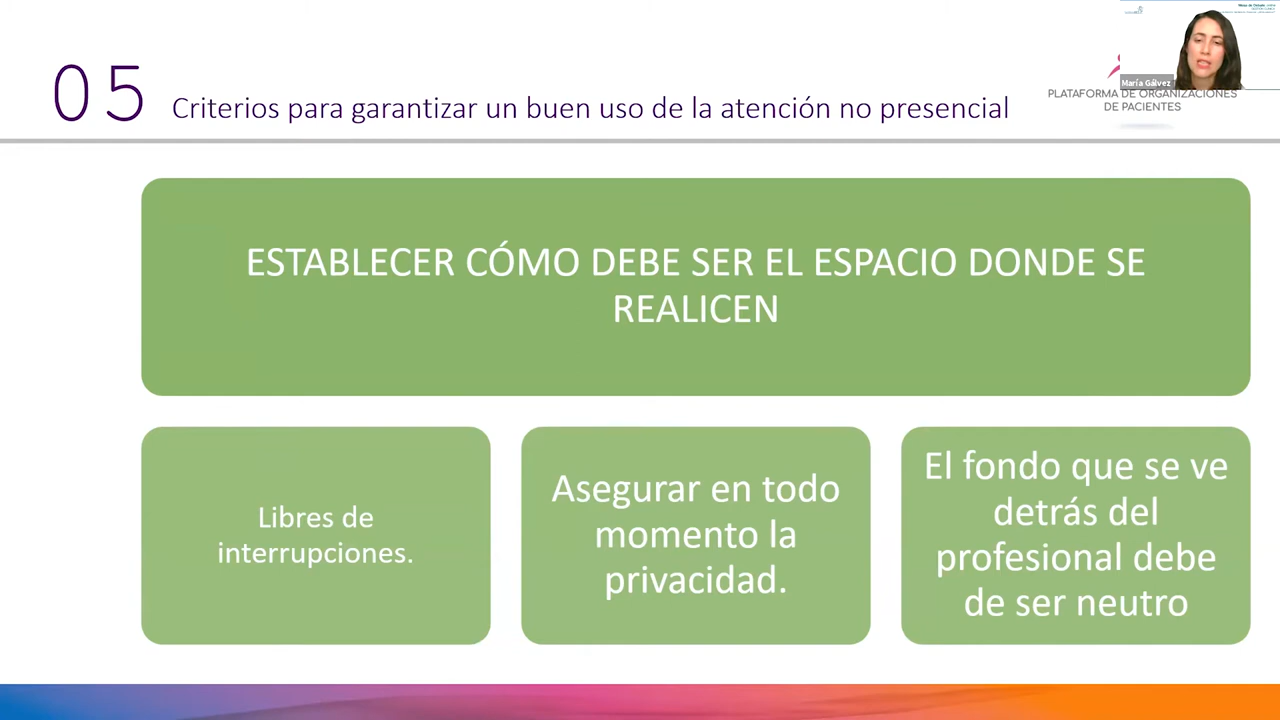 05
Criterios para garantizar un buen uso de la atención no presencial
María Gálvez
PLATAFORMA DE ORGANIZACIONES
DE PACIENTES
ESTABLECER CÓMO DEBE SER EL ESPACIO DONDE SE
REALICEN
Libres de
interrupciones.
Asegurar en todo
momento la
privacidad.
El fondo que se ve
detrás del
profesional debe
de ser neutro